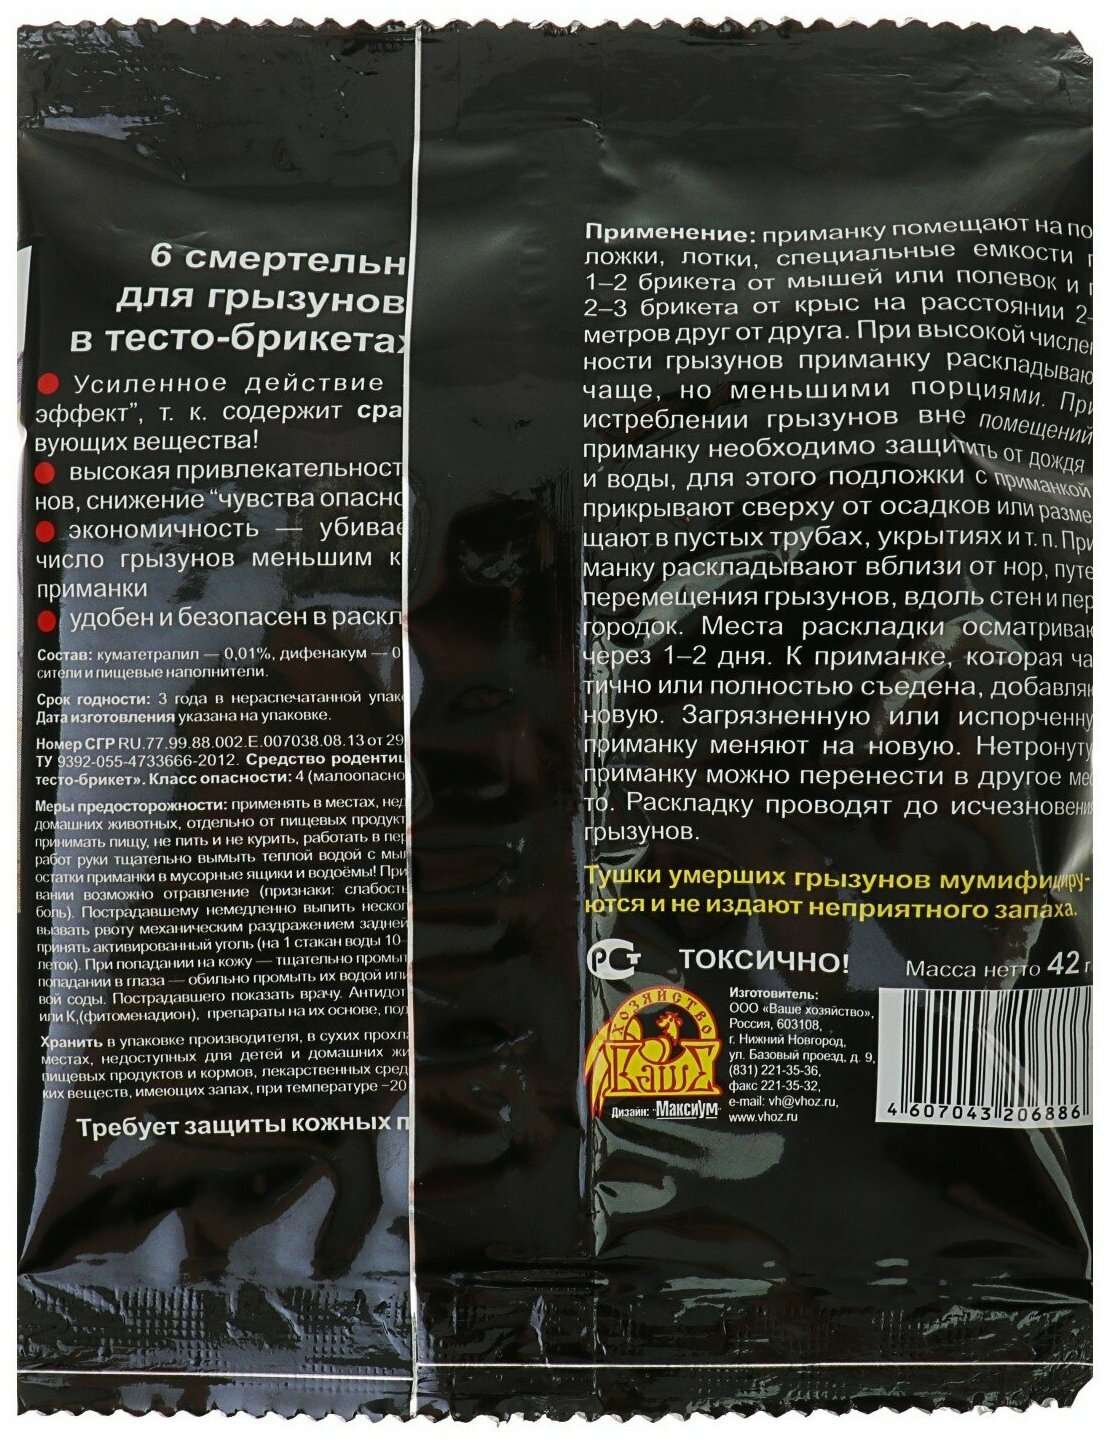 6 смертельн
для грызунов
в тесто-брикетах
Усиленное действие
эффект”, т. к. содержит сра
вующих вещества!
высокая привлекательност
нов, снижение “чувства опасно
экономичность — убивае
число грызунов меньшим к
приманки
удобен и безопасен в раскл
Состав: куматетралил — 0,01%, дифенакум — 0
сители и пищевые наполнители.
Срок годности: 3 года в нераспечатанной упак
Дата изготовления указана на упаковке.
Номер СГР RU.77.99.88.002.Е.007038.08.13 от 29
ТУ 9392-055-4733666-2012. Средство родентиц
тесто-брикет». Класс опасности: 4 (малоопасно
Меры предосторожности: применять в местах, нед
домашних животных, отдельно от пищевых продукт
принимать пищу, не пить и не курить, работать в пер
работ руки тщательно вымыть теплой водой с мыл
остатки приманки в мусорные ящики и водоёмы! При
вании возможно отравление (признаки: слабость
боль). Пострадавшему немедленно выпить нескол
вызвать рвоту механическим раздражением задней
принять активированный уголь (на 1 стакан воды 10-
леток). При попадании на кожу — тщательно промыт
попадании в глаза — обильно промыть их водой или
вой соды. Пострадавшего показать врачу. Антидот
или К₁(фитоменадион), препараты на их основе, под
Хранить в упаковке производителя, в сухих прохл
местах, недоступных для детей и домашних жи
пищевых продуктов и кормов, лекарственных сред
ких веществ, имеющих запах, при температуре −20
Требует защиты кожных п
Применение: приманку помещают на по
ложки, лотки, специальные емкости п
1–2 брикета от мышей или полевок и п
2–3 брикета от крыс на расстоянии 2–
метров друг от друга. При высокой числен
ности грызунов приманку раскладываю
чаще, но меньшими порциями. При
истреблении грызунов вне помещений
приманку необходимо защитить от дождя
и воды, для этого подложки с приманкой
прикрывают сверху от осадков или разме
щают в пустых трубах, укрытиях и т. п. При
манку раскладывают вблизи от нор, путе
перемещения грызунов, вдоль стен и пер
городок. Места раскладки осматриваю
через 1–2 дня. К приманке, которая ча
тично или полностью съедена, добавляю
новую. Загрязненную или испорченну
приманку меняют на новую. Нетронуту
приманку можно перенести в другое мес
то. Раскладку проводят до исчезновени
грызунов.
Тушки умерших грызунов мумифициру-
ются и не издают неприятного запаха.
РСТ ТОКСИЧНО! Масса нетто 42 г
ХОЗЯЙСТВО
ВАШЕ
Дизайн: "МаксиУм"
Изготовитель:
ООО «Ваше хозяйство»,
Россия, 603108,
г. Нижний Новгород,
ул. Базовый проезд, д. 9,
(831) 221-35-36,
факс 221-35-32,
e-mail: vh@vhoz.ru,
www.vhoz.ru
4 607043 206886